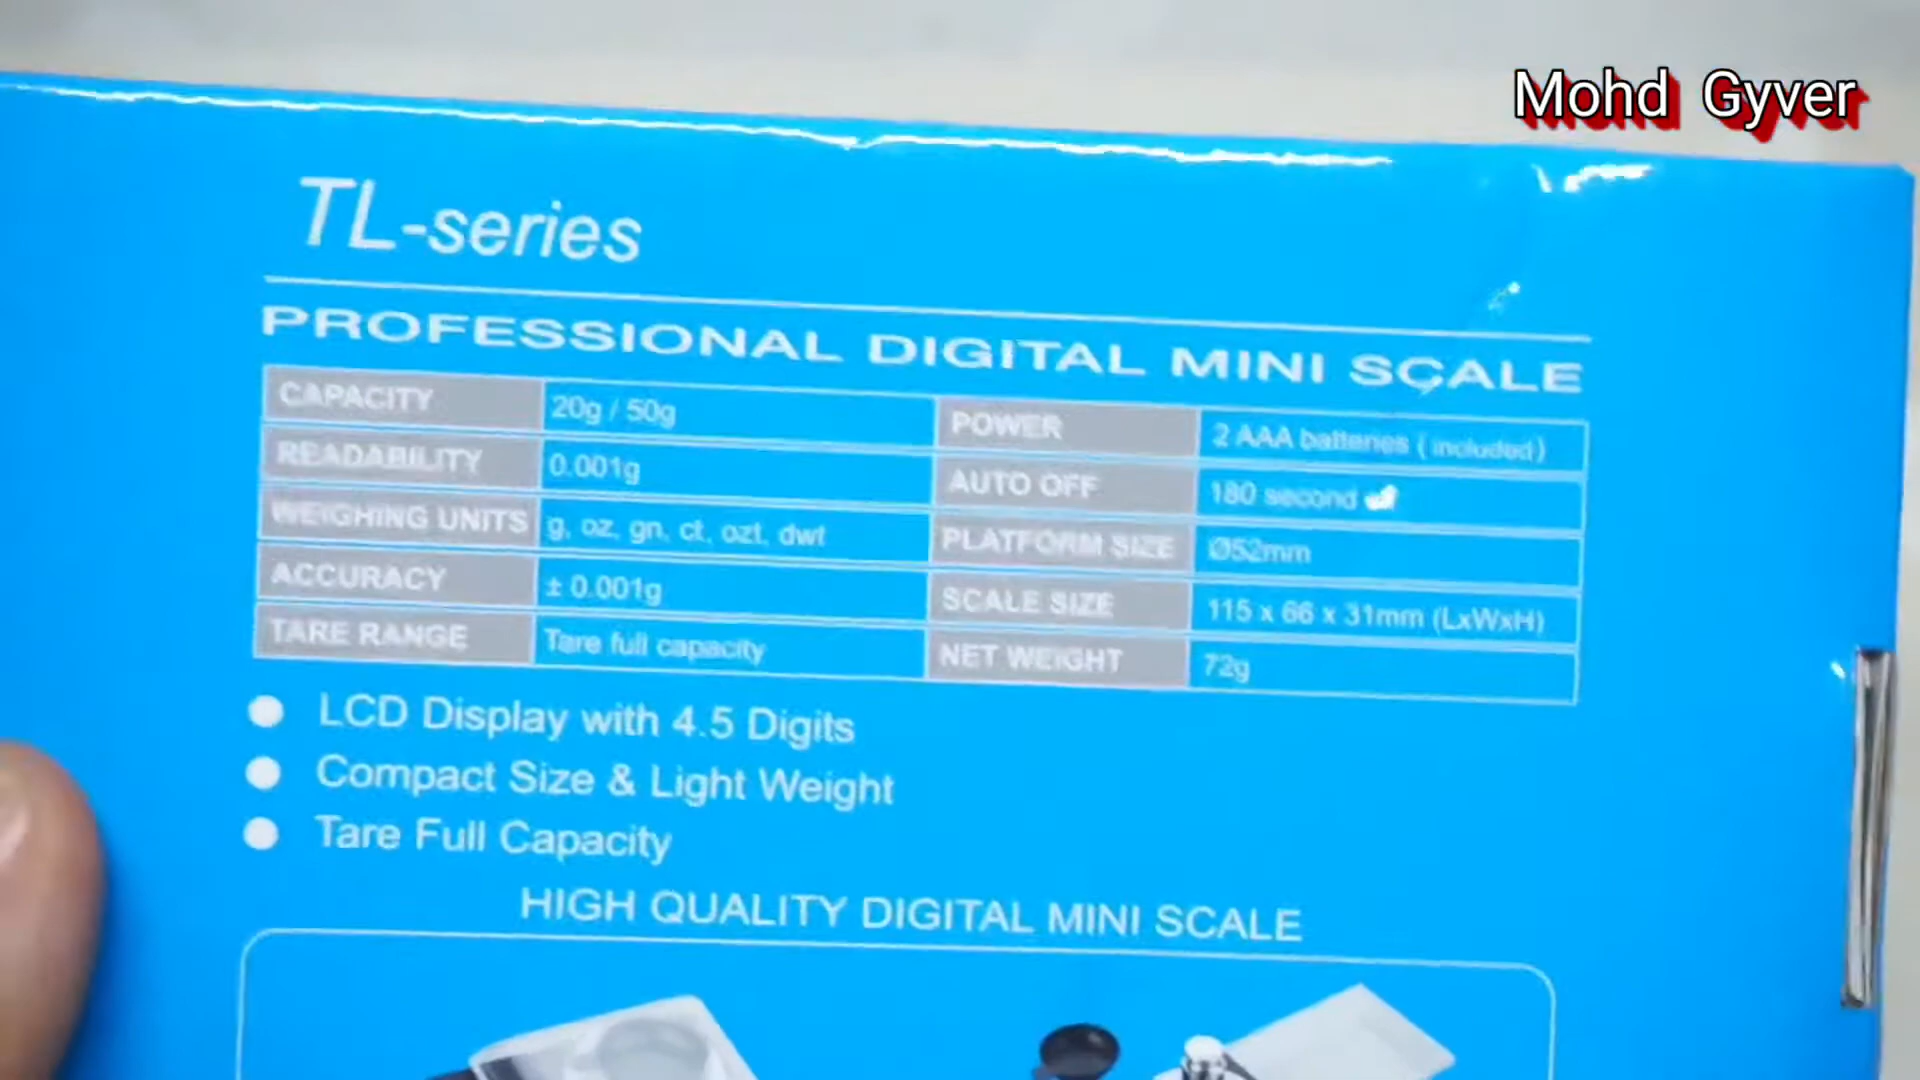 Mohd Gyver
TL-series
PROFESSIONAL DIGITAL MINI SCALE
CAPACITY 20g / 50g
READABILITY 0.001g
WEIGHING UNITS g, oz, gn, ct, ozt, dwt
ACCURACY ± 0.001g
TARE RANGE Tare full capacity
POWER 2 AAA batteries ( included)
AUTO OFF 180 second
PLATFORM SIZE Ø52mm
SCALE SIZE 115 x 66 x 31mm (LxWxH)
NET WEIGHT 72g
LCD Display with 4.5 Digits
Compact Size & Light Weight
Tare Full Capacity
HIGH QUALITY DIGITAL MINI SCALE